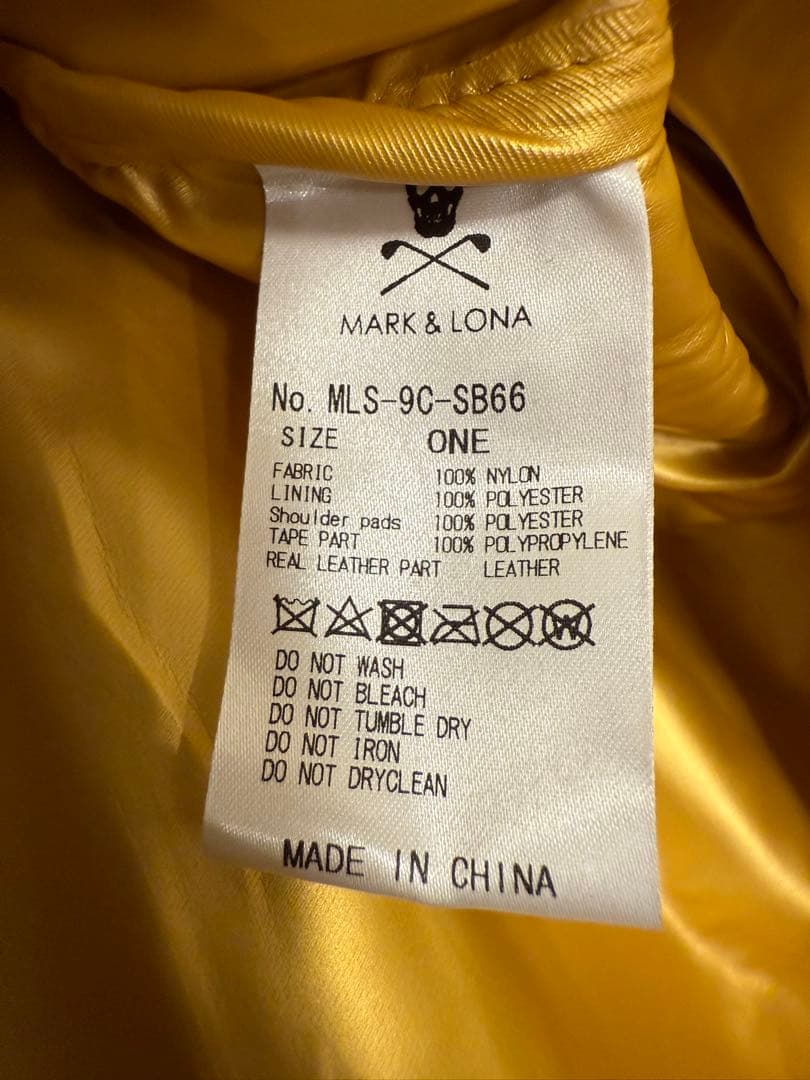 MARK & LONA
No. MLS-9C-SB66
SIZE ONE
FABRIC 100% NYLON
LINING 100% POLYESTER
Shoulder pads 100% POLYESTER
TAPE PART 100% POLYPROPYLENE
REAL LEATHER PART LEATHER
W
DO NOT WASH
DO NOT BLEACH
DO NOT TUMBLE DRY
DO NOT IRON
DO NOT DRYCLEAN
MADE IN CHINA